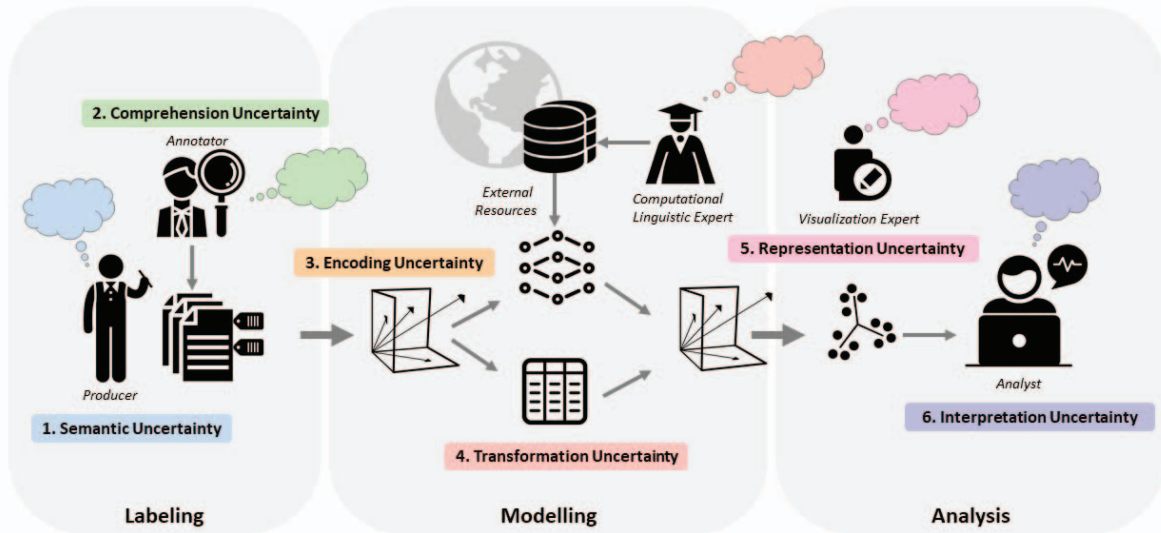 2. Comprehension Uncertainty
Annotator
Producer
1. Semantic Uncertainty
Labeling
External
Resources
Computational
Linguistic Expert
3. Encoding Uncertainty
4. Transformation Uncertainty
Modelling
Visualization Expert
5. Representation Uncertainty
Analyst
6. Interpretation Uncertainty
Analysis